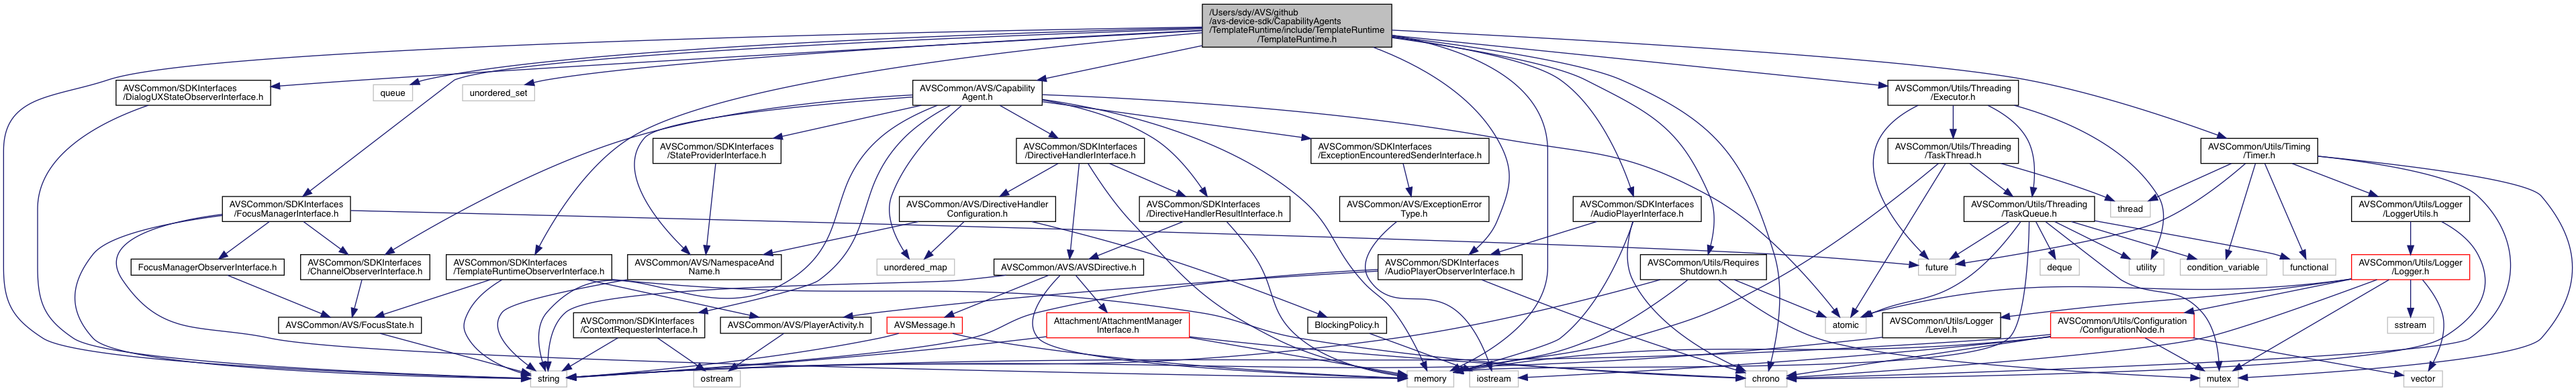 /Users/sdy/AVS/github
/avs-device-sdk/CapabilityAgents
/TemplateRuntime/include/TemplateRuntime
/TemplateRuntime.h
AVSCommon/SDKInterfaces
/DialogUXStateObserverInterface.h
queue
unordered_set
AVSCommon/AVS/Capability
Agent.h
AVSCommon/Utils/Threading
/Executor.h
AVSCommon/SDKInterfaces
/StateProviderInterface.h
AVSCommon/SDKInterfaces
/DirectiveHandlerInterface.h
AVSCommon/SDKInterfaces
/ExceptionEncounteredSenderInterface.h
AVSCommon/Utils/Threading
/TaskThread.h
AVSCommon/Utils/Timing
/Timer.h
AVSCommon/SDKInterfaces
/FocusManagerInterface.h
AVSCommon/AVS/DirectiveHandler
Configuration.h
AVSCommon/SDKInterfaces
/DirectiveHandlerResultInterface.h
AVSCommon/AVS/ExceptionError
Type.h
AVSCommon/SDKInterfaces
/AudioPlayerInterface.h
AVSCommon/Utils/Threading
/TaskQueue.h
thread
AVSCommon/Utils/Logger
/LoggerUtils.h
FocusManagerObserverInterface.h
AVSCommon/SDKInterfaces
/ChannelObserverInterface.h
AVSCommon/SDKInterfaces
/TemplateRuntimeObserverInterface.h
AVSCommon/AVS/NamespaceAnd
Name.h
unordered_map
AVSCommon/AVS/AVSDirective.h
AVSCommon/SDKInterfaces
/AudioPlayerObserverInterface.h
AVSCommon/Utils/Requires
Shutdown.h
future
deque
utility
condition_variable
functional
AVSCommon/Utils/Logger
/Logger.h
AVSCommon/AVS/FocusState.h
AVSCommon/SDKInterfaces
/ContextRequesterInterface.h
AVSCommon/AVS/PlayerActivity.h
AVSMessage.h
Attachment/AttachmentManager
Interface.h
BlockingPolicy.h
atomic
AVSCommon/Utils/Logger
/Level.h
AVSCommon/Utils/Configuration
/ConfigurationNode.h
sstream
string
ostream
memory
iostream
chrono
mutex
vector